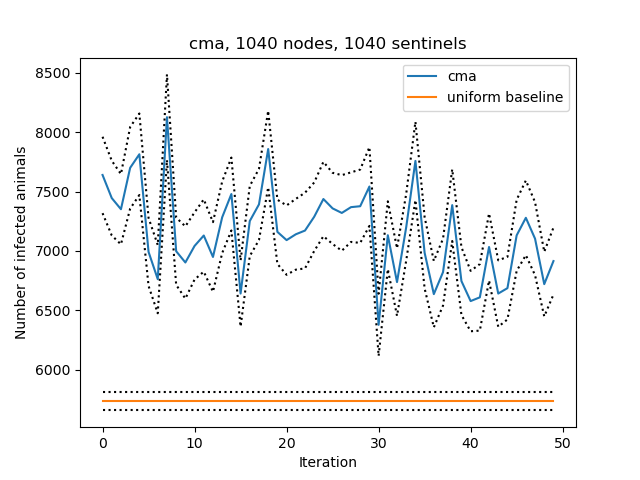 cma, 1040 nodes, 1040 sentinels
cma
uniform baseline
Number of infected animals
8500
8000
7500
7000
6500
6000
0 10 20 30 40 50
Iteration